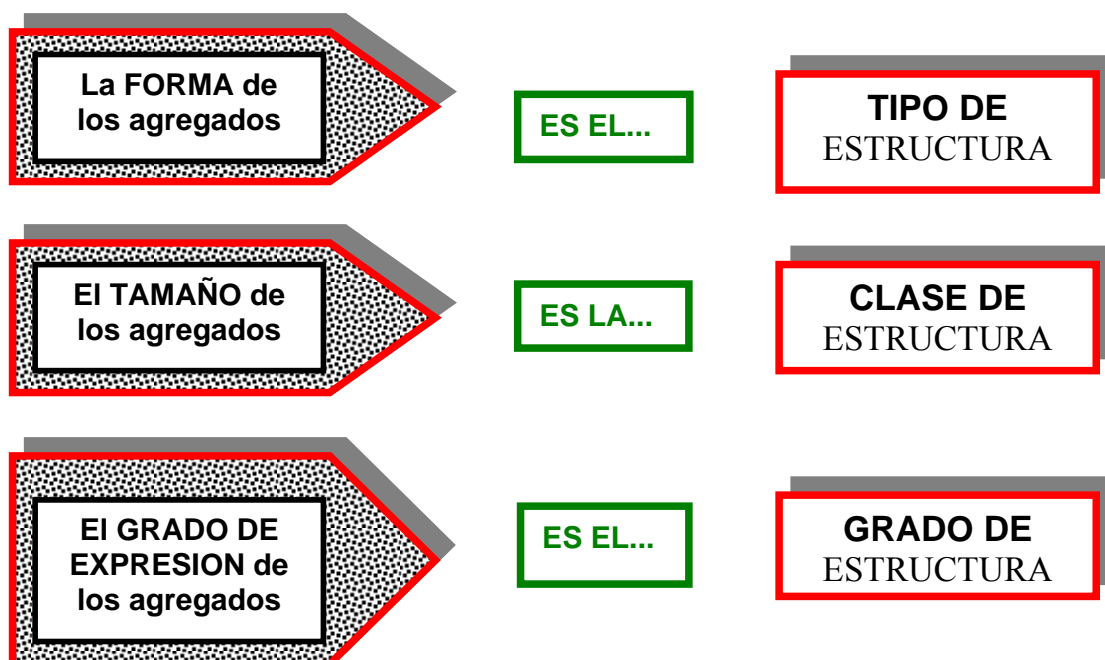 La FORMA de
los agregados
ES EL...
TIPO DE
ESTRUCTURA
El TAMAÑO de
los agregados
ES LA...
CLASE DE
ESTRUCTURA
El GRADO DE
EXPRESION de
los agregados
ES EL...
GRADO DE
ESTRUCTURA